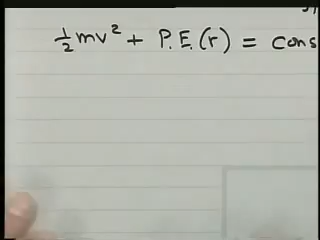 ½mv² + P.E.(r) = cons